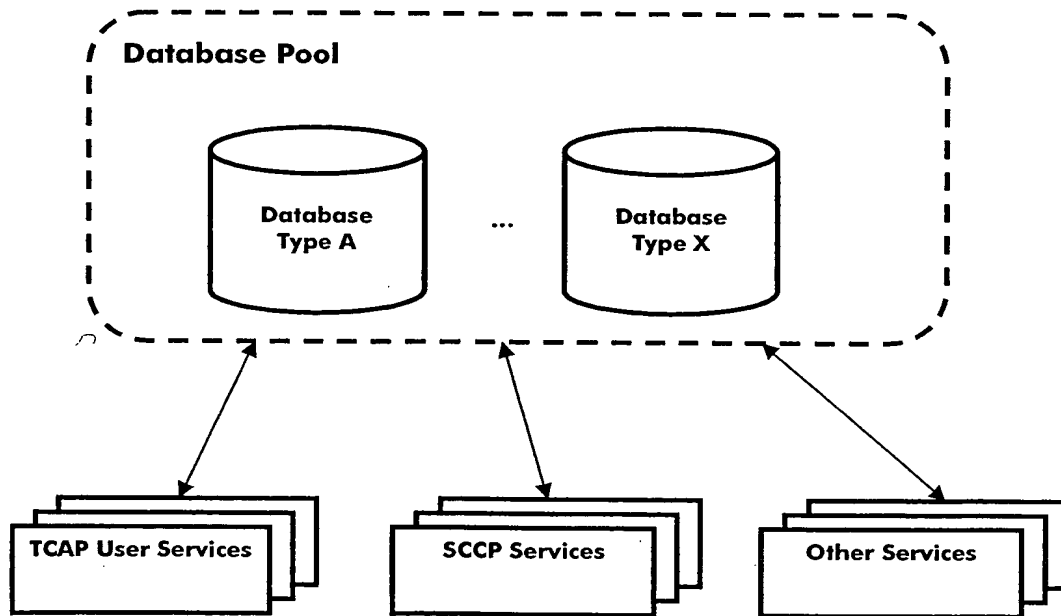 Database Pool
Database
Type A
...
Database
Type X
TCAP User Services
SCCP Services
Other Services